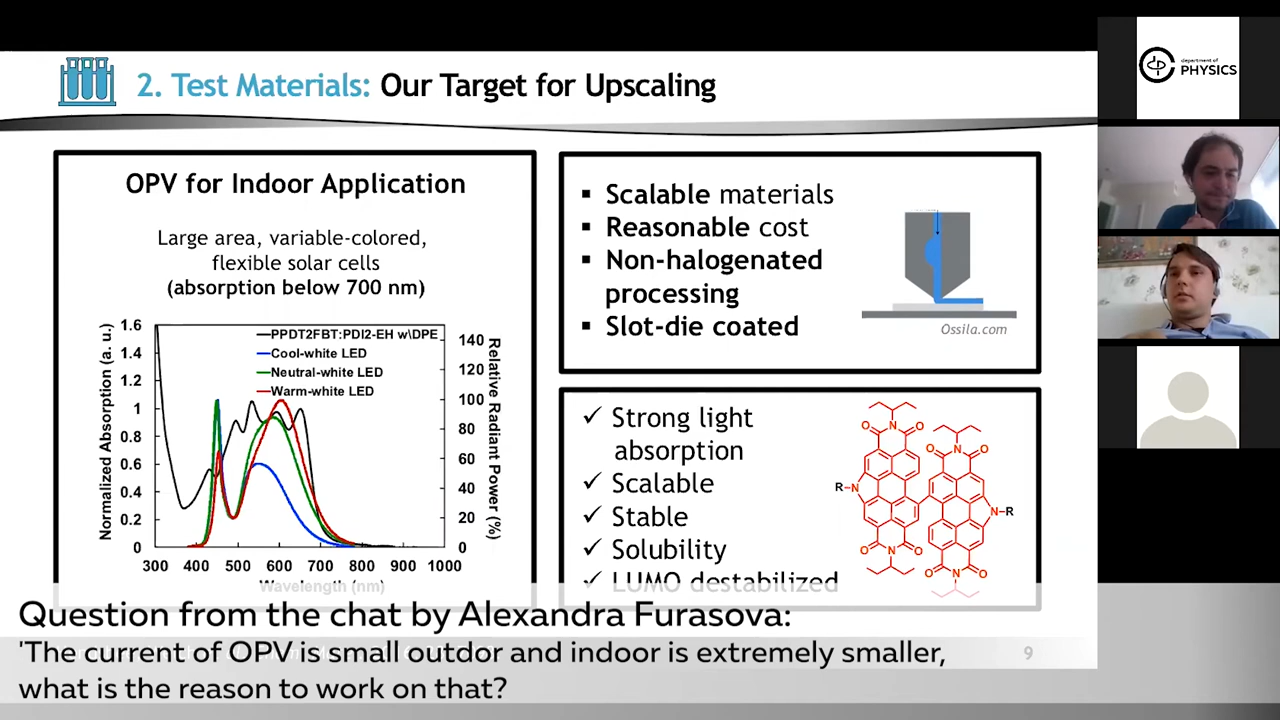 2. Test Materials: Our Target for Upscaling
OPV for Indoor Application
Large area, variable-colored,
flexible solar cells
(absorption below 700 nm)
1.6
1.4
1.2
1
0.8
0.6
0.4
0.2
0
Normalized Absorption (a. u.)
PPDT2FBT:PDI2-EH w\DPE
Cool-white LED
Neutral-white LED
Warm-white LED
140
120
100
80
60
40
20
0
Relative Radiant Power (%)
300 400 500 600 700 800 900 1000
Wavelength (nm)
▪ Scalable materials
▪ Reasonable cost
▪ Non-halogenated
processing
▪ Slot-die coated
Ossila.com
✓ Strong light
absorption
✓ Scalable
✓ Stable
✓ Solubility
✓ LUMO destabilized
O N O
O N O
R-N
N-R
O N O
O N O
9
department of
PHYSICS
Question from the chat by Alexandra Furasova:
'The current of OPV is small outdor and indoor is extremely smaller,
what is the reason to work on that?